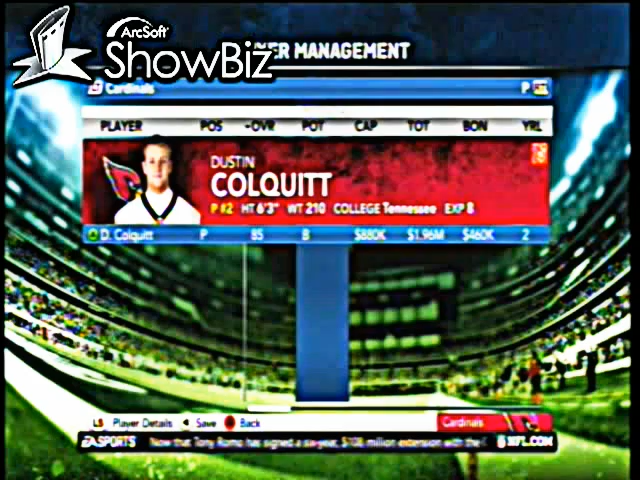 ArcSoft
ShowBiz
ER MANAGEMENT
Cardinals
P
PLAYER POS OVR POT CAP TOT BON YRL
DUSTIN
COLQUITT
P #2 HT 6'3" WT 210 COLLEGE Tennessee EXP 8
D. Colquitt P 85 B $880K $1.96M $460K 2
LS Player Details Save Back
Cardinals
EA SPORTS Now that Tony Romo has signed a six-year, $108 million extension with the NFL.COM